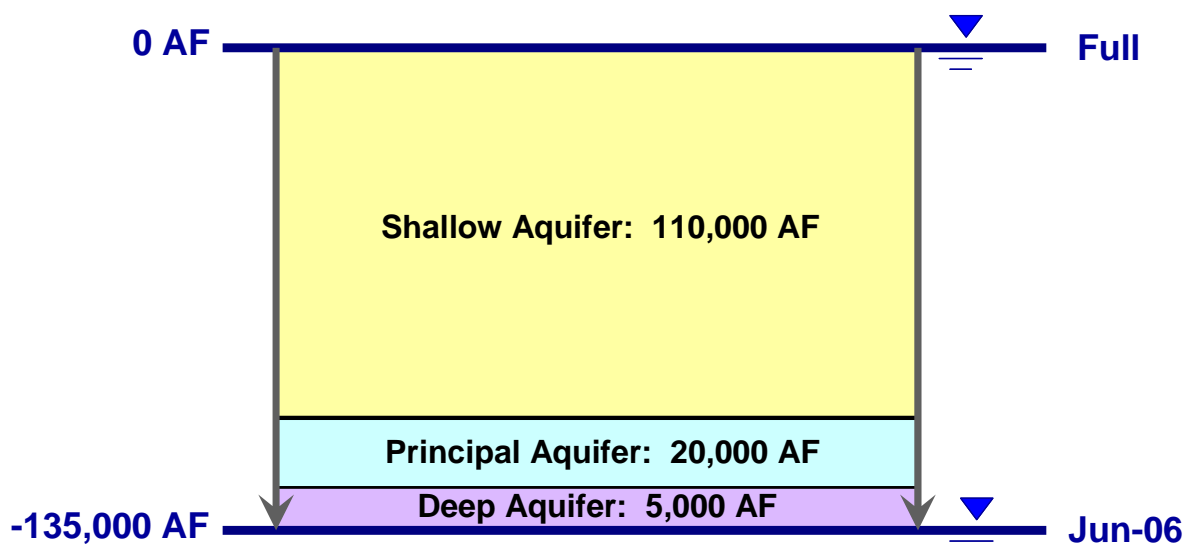 0 AF
Full
Shallow Aquifer: 110,000 AF
Principal Aquifer: 20,000 AF
Deep Aquifer: 5,000 AF
-135,000 AF
Jun-06